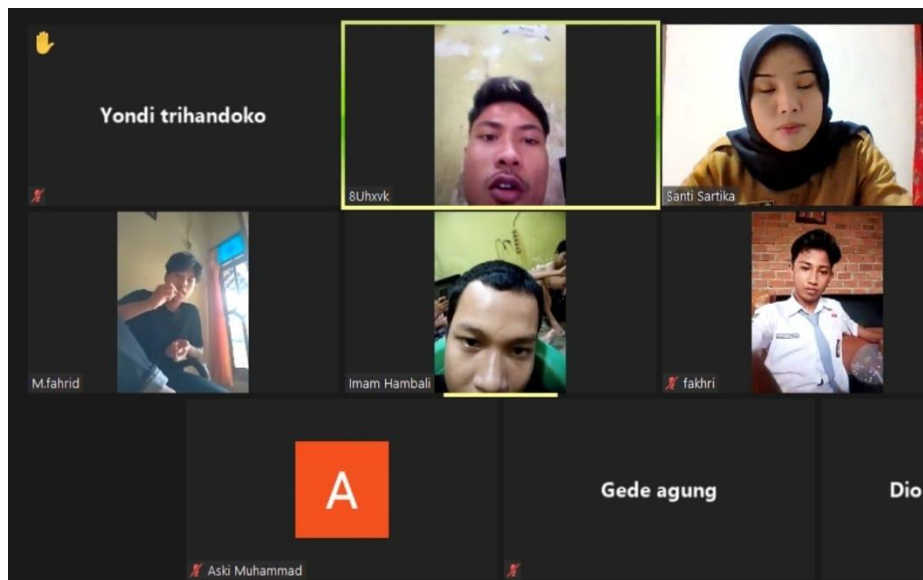 Yondi trihandoko
8Uhxvk
Santi Sartika
M.fahrid
Imam Hambali
fakhri
A
Aski Muhammad
Gede agung
Dio